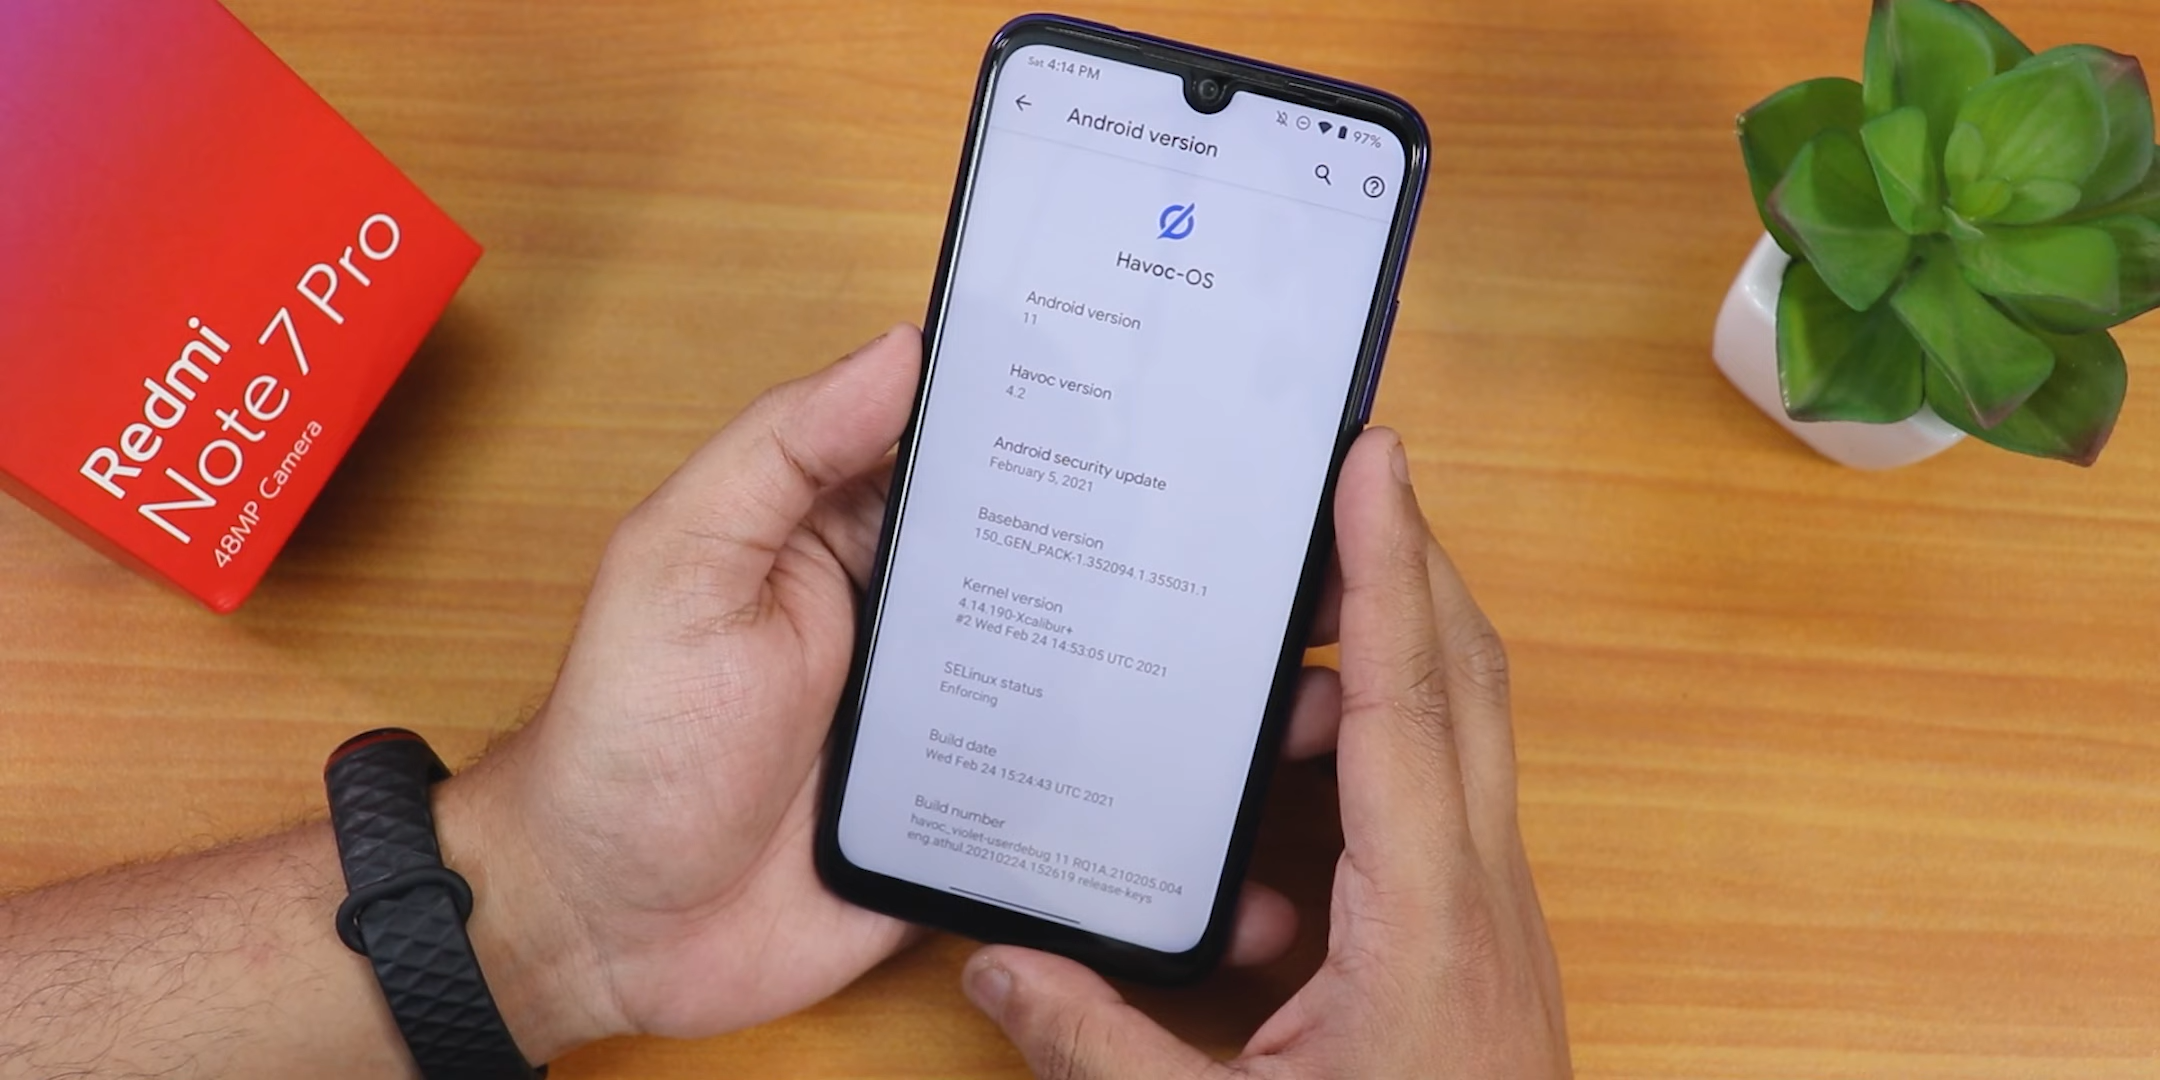 Redmi
Note 7 Pro
48MP Camera
Sat 4:14 PM
97%
Android version
Havoc-OS
Android version
11
Havoc version
4.2
Android security update
February 5, 2021
Baseband version
150_GEN_PACK-1.352094.1.355031.1
Kernel version
4.14.190-Xcalibur+
#2 Wed Feb 24 14:53:05 UTC 2021
SELinux status
Enforcing
Build date
Wed Feb 24 15:24:43 UTC 2021
Build number
havoc_violet-userdebug 11 RQ1A.210205.004
eng.athul.20210224.152619 release-keys